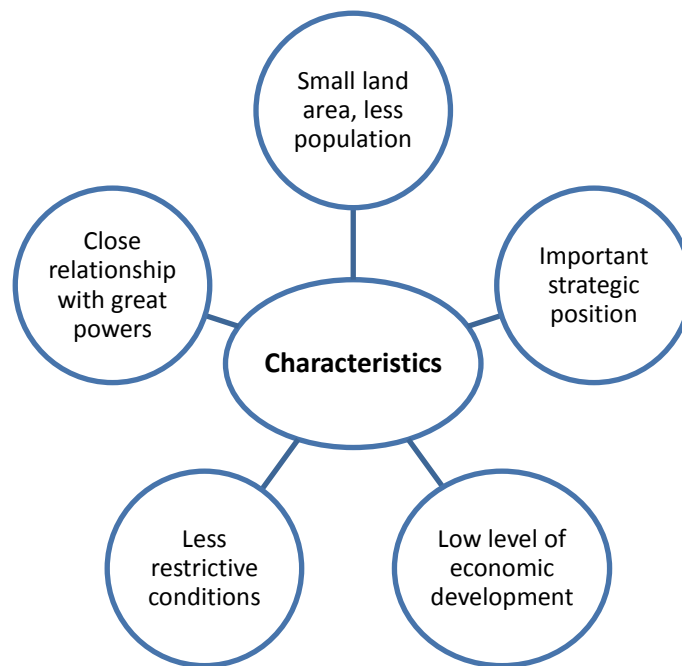 Small land
area, less
population
Close
relationship
with great
powers
Important
strategic
position
Characteristics
Less
restrictive
conditions
Low level of
economic
development